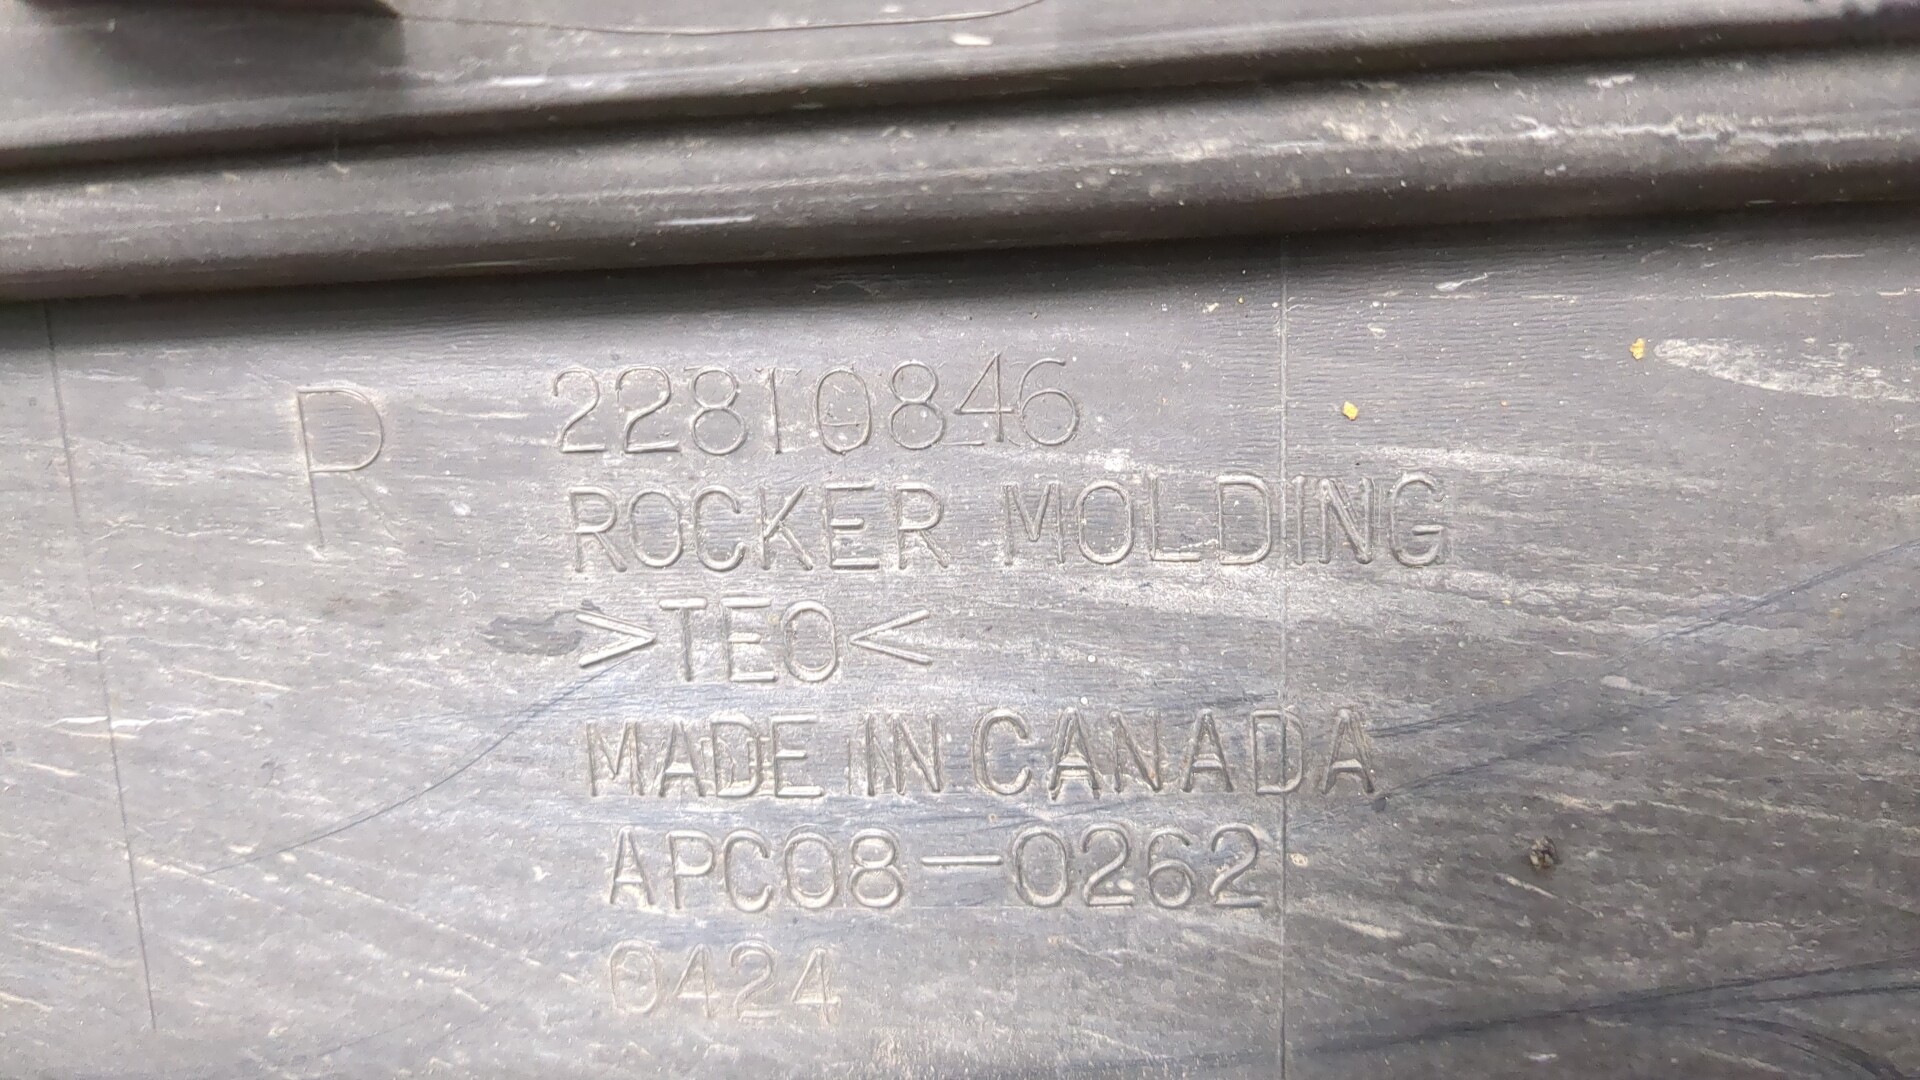 R
22810846
ROCKER MOLDING
>TEO<
MADE IN CANADA
APC08-0262
0424